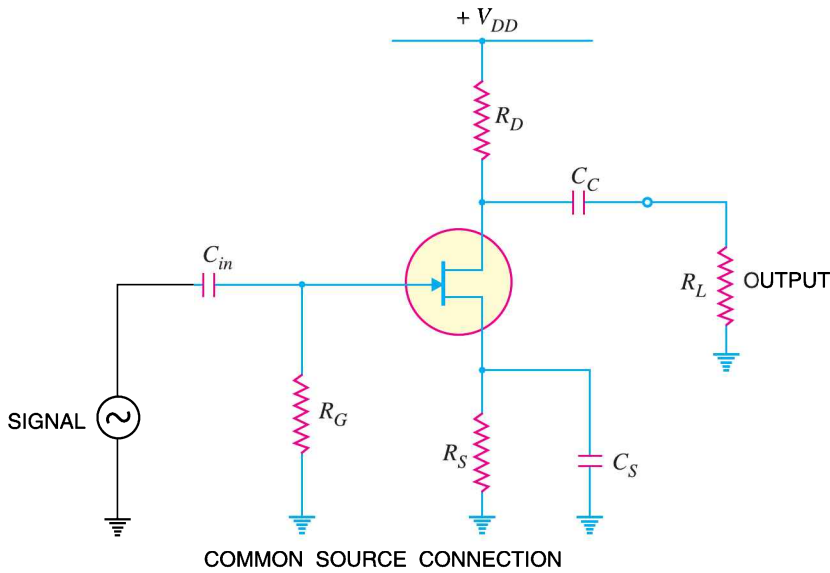 + V_DD
R_D
C_C
C_in
R_L OUTPUT
SIGNAL
R_G
R_S
C_S
COMMON SOURCE CONNECTION